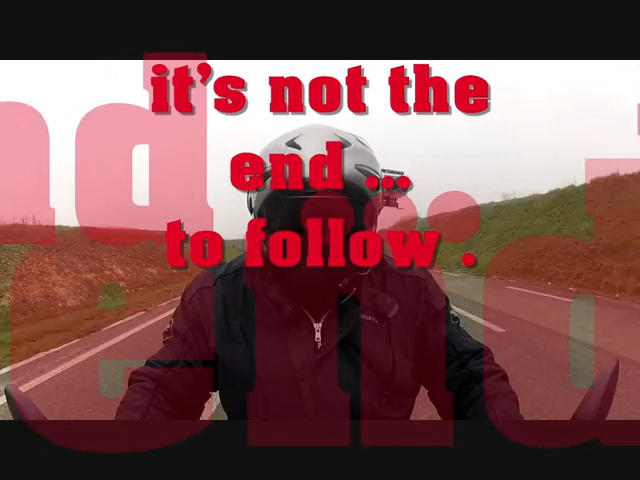 it's not the
end ...
to follow .